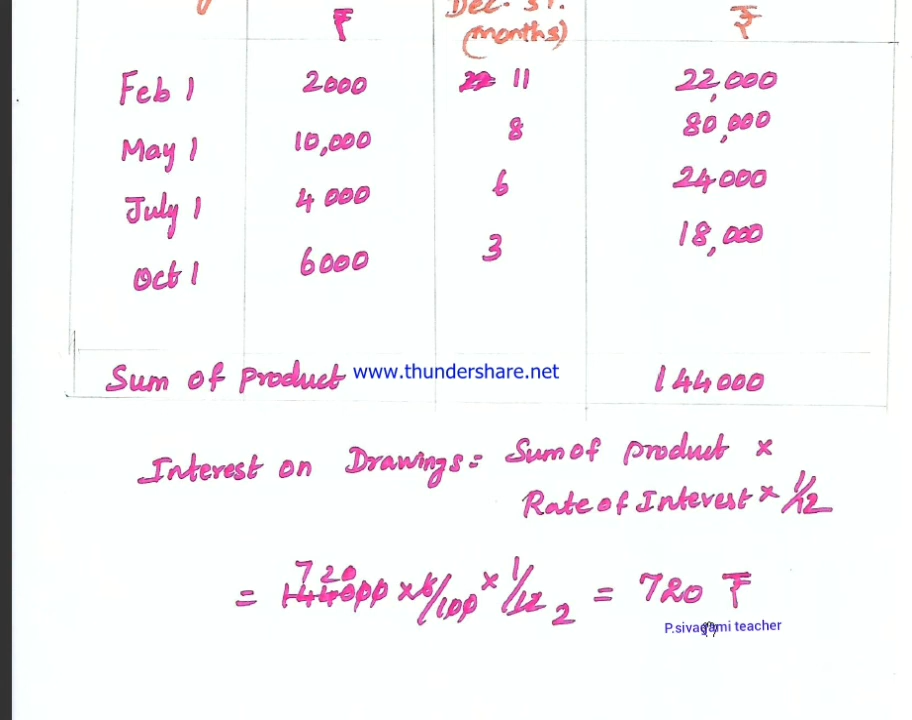 Dec. 31.
₹ (months) ₹
Feb 1 2000 11 22,000
May 1 10,000 8 80,000
July 1 4000 6 24000
Oct 1 6000 3 18,000
Sum of product www.thundershare.net 144000
Interest on Drawings = Sum of product ×
Rate of Interest × 1/12
720
= 144000 × 6/100 × 1/12 2 = 720 ₹
P.sivagami teacher